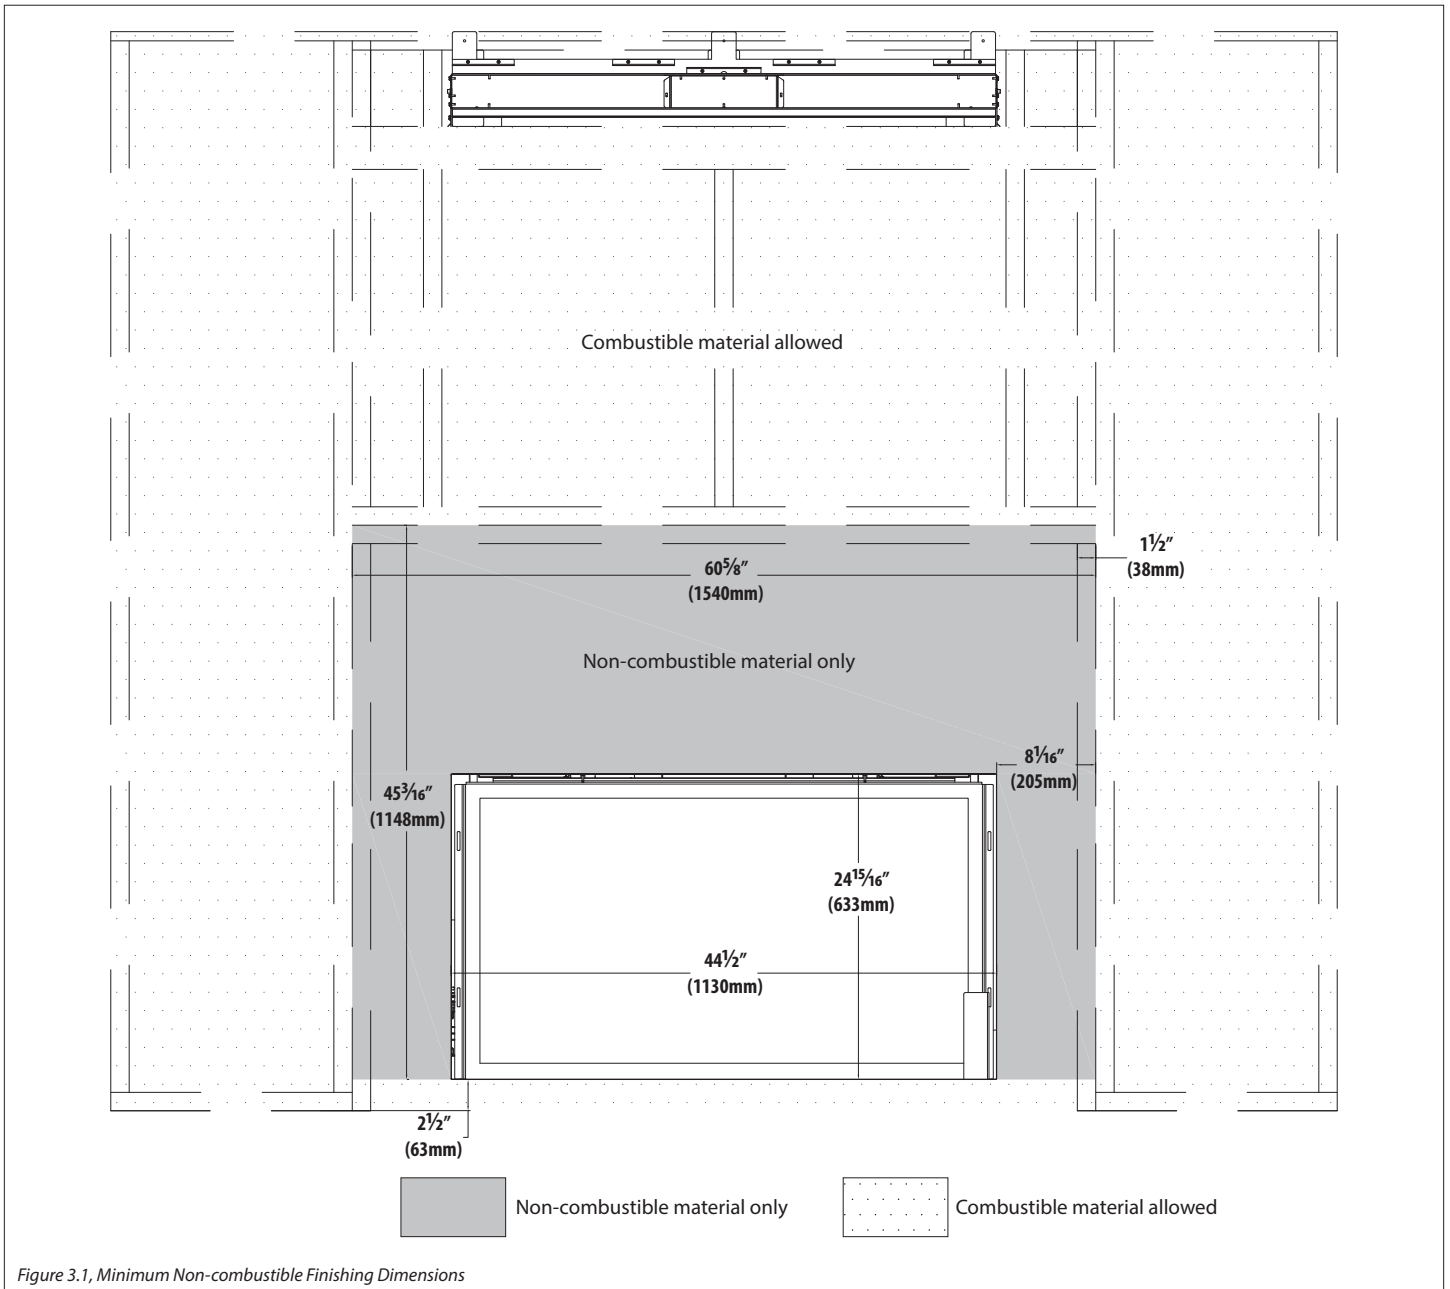 Combustible material allowed
1½″
(38mm)
60⅝″
(1540mm)
Non-combustible material only
8¹⁄₁₆″
(205mm)
45³⁄₁₆″
(1148mm)
24¹⁵⁄₁₆″
(633mm)
44½″
(1130mm)
2½″
(63mm)
Non-combustible material only
Combustible material allowed
Figure 3.1, Minimum Non-combustible Finishing Dimensions